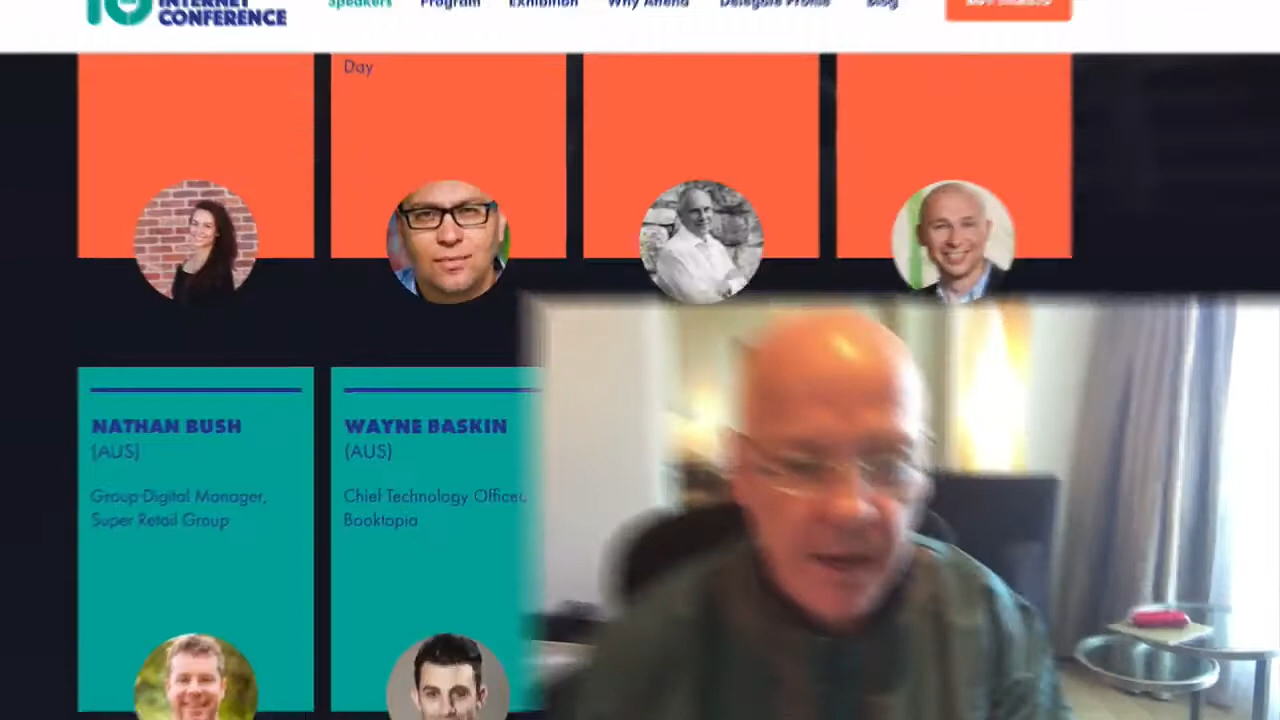 INTERNET
CONFERENCE
Speakers
Program
Exhibition
Why Attend
Delegate Profile
Blog
Day
NATHAN BUSH
(AUS)
Group Digital Manager,
Super Retail Group
WAYNE BASKIN
(AUS)
Chief Technology Officer,
Booktopia